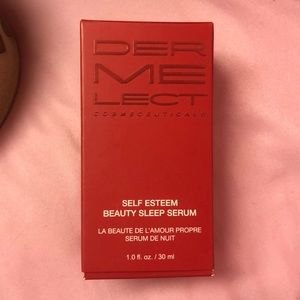 DER
ME
LECT
COSMECEUTICALS
SELF ESTEEM
BEAUTY SLEEP SERUM
LA BEAUTE DE L'AMOUR PROPRE
SERUM DE NUIT
1.0 fl. oz. / 30 ml